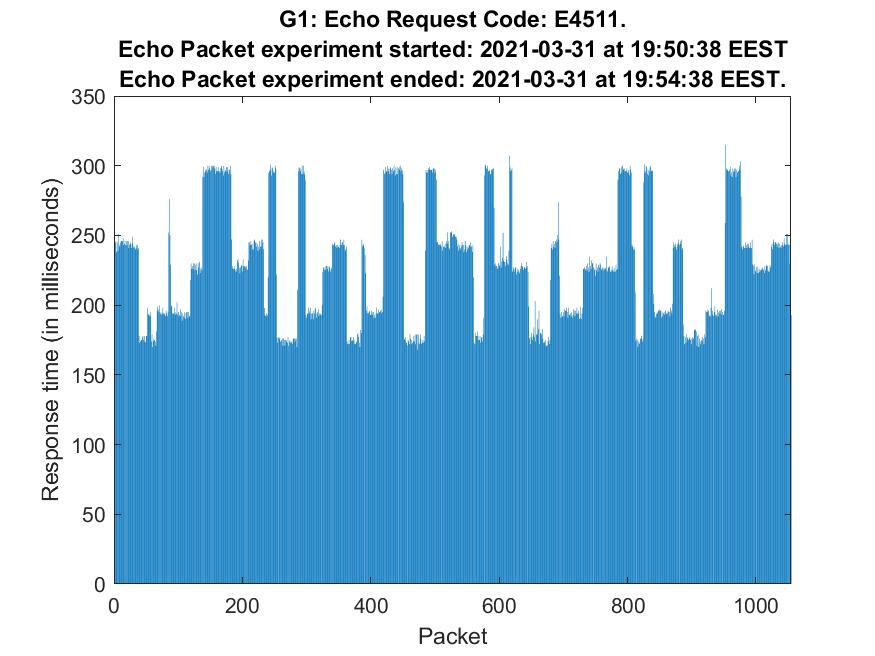 G1: Echo Request Code: E4511.
Echo Packet experiment started: 2021-03-31 at 19:50:38 EEST
Echo Packet experiment ended: 2021-03-31 at 19:54:38 EEST.
350
300
250
200
150
100
50
0
Response time (in milliseconds)
0 200 400 600 800 1000
Packet